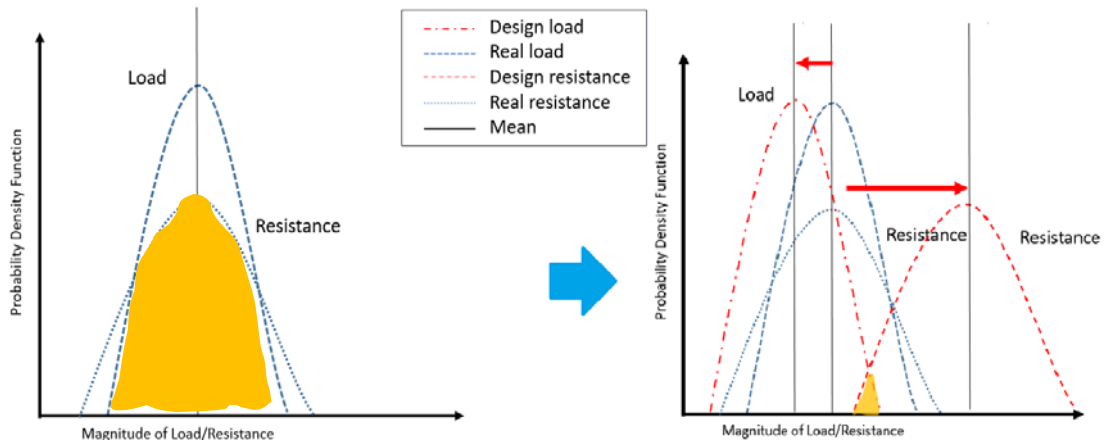 Probability Density Function
Load
Resistance
Magnitude of Load/Resistance
Design load
Real load
Design resistance
Real resistance
Mean
Probability Density Function
Load
Resistance
Resistance
Magnitude of Load/Resistance